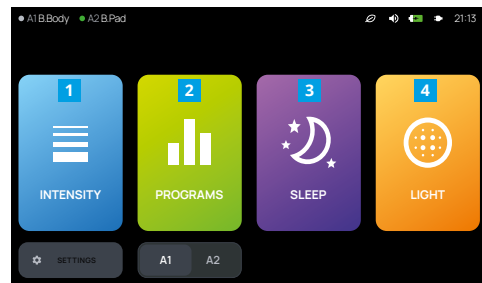 A1 B.Body A2 B.Pad 21:13
1 2 3 4
INTENSITY PROGRAMS SLEEP LIGHT
SETTINGS A1 A2